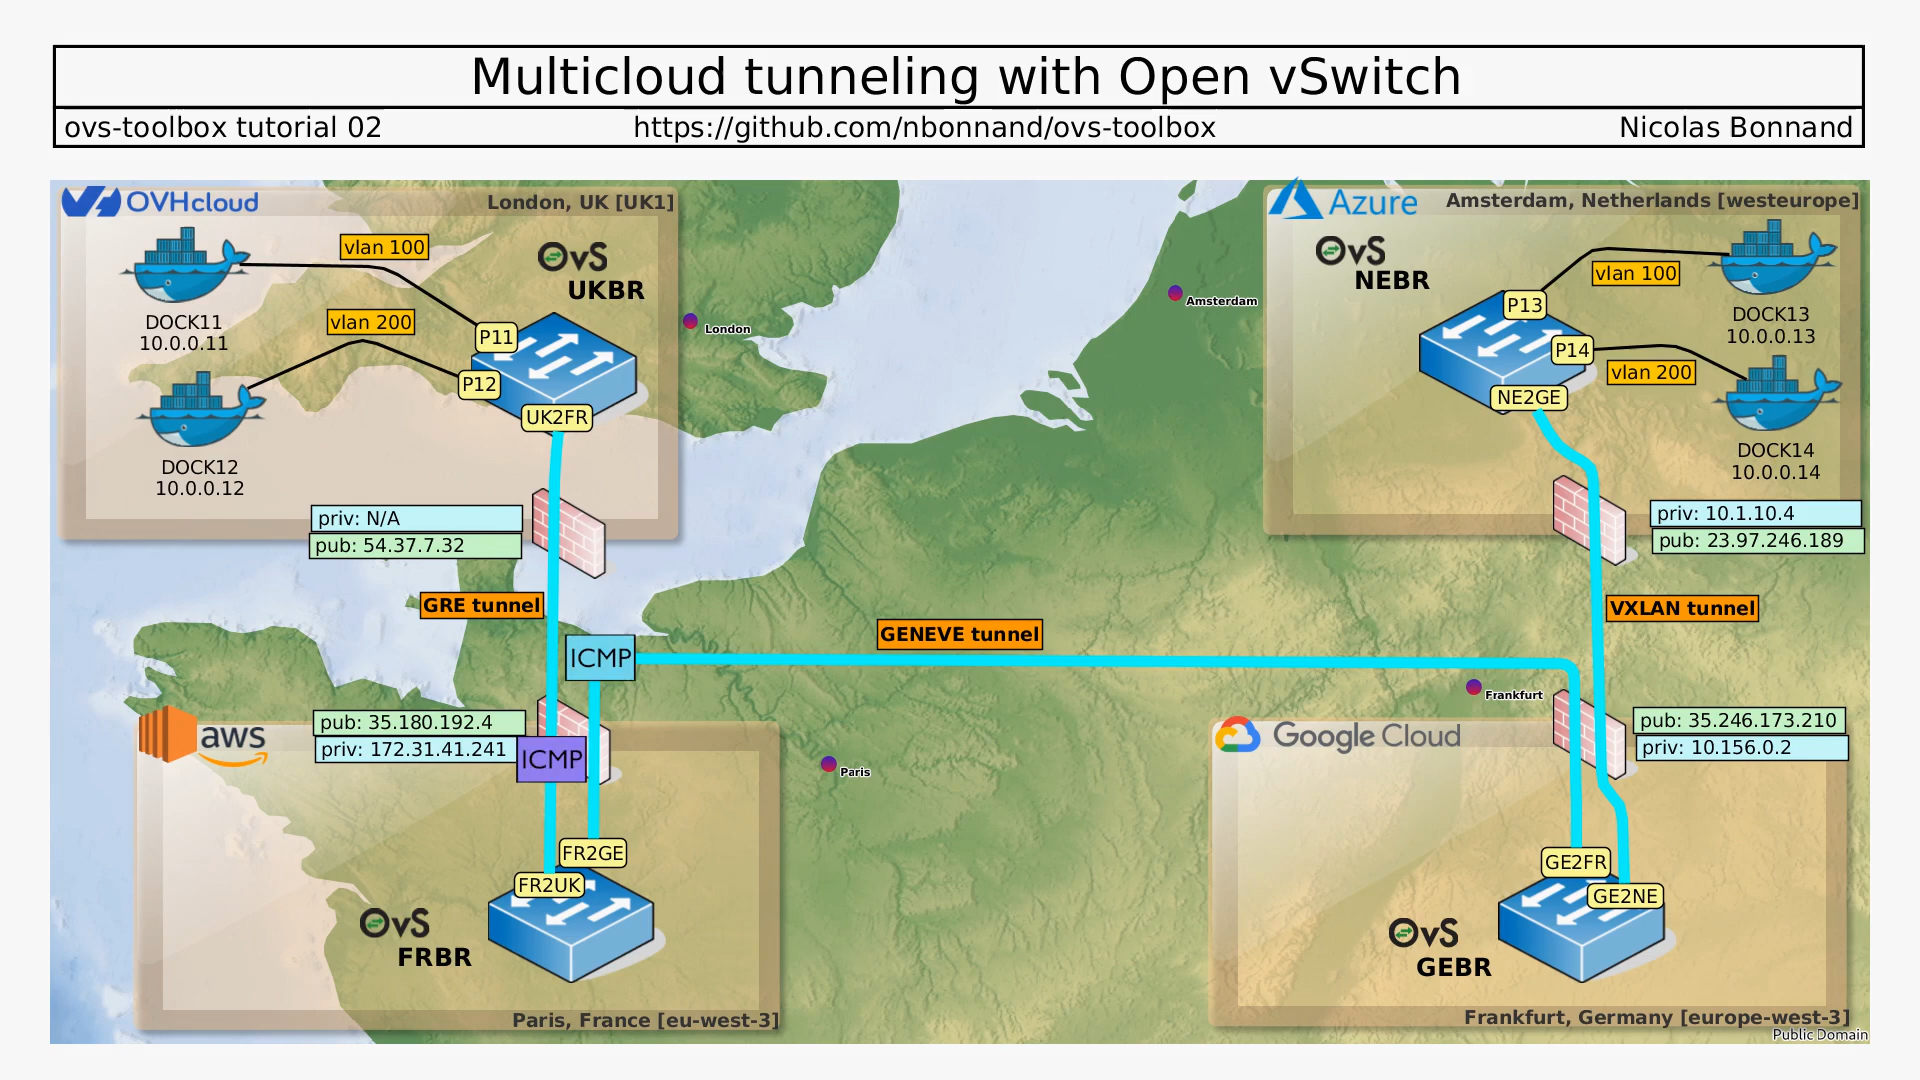 Multicloud tunneling with Open vSwitch
ovs-toolbox tutorial 02
https://github.com/nbonnand/ovs-toolbox
Nicolas Bonnand
OVHcloud
London, UK [UK1]
vlan 100
OvS
UKBR
DOCK11
10.0.0.11
vlan 200
P11
P12
UK2FR
DOCK12
10.0.0.12
priv: N/A
pub: 54.37.7.32
London
Amsterdam
Azure
Amsterdam, Netherlands [westeurope]
OvS
NEBR
vlan 100
P13
DOCK13
10.0.0.13
P14
vlan 200
NE2GE
DOCK14
10.0.0.14
priv: 10.1.10.4
pub: 23.97.246.189
GRE tunnel
VXLAN tunnel
GENEVE tunnel
ICMP
Frankfurt
aws
pub: 35.180.192.4
priv: 172.31.41.241
ICMP
Paris
FR2GE
FR2UK
OvS
FRBR
Paris, France [eu-west-3]
Google Cloud
pub: 35.246.173.210
priv: 10.156.0.2
GE2FR
GE2NE
OvS
GEBR
Frankfurt, Germany [europe-west-3]
Public Domain